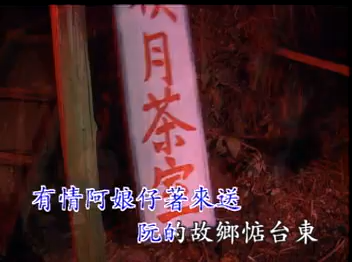 月茶室
有情阿娘仔著來送
阮的故鄉惦台東